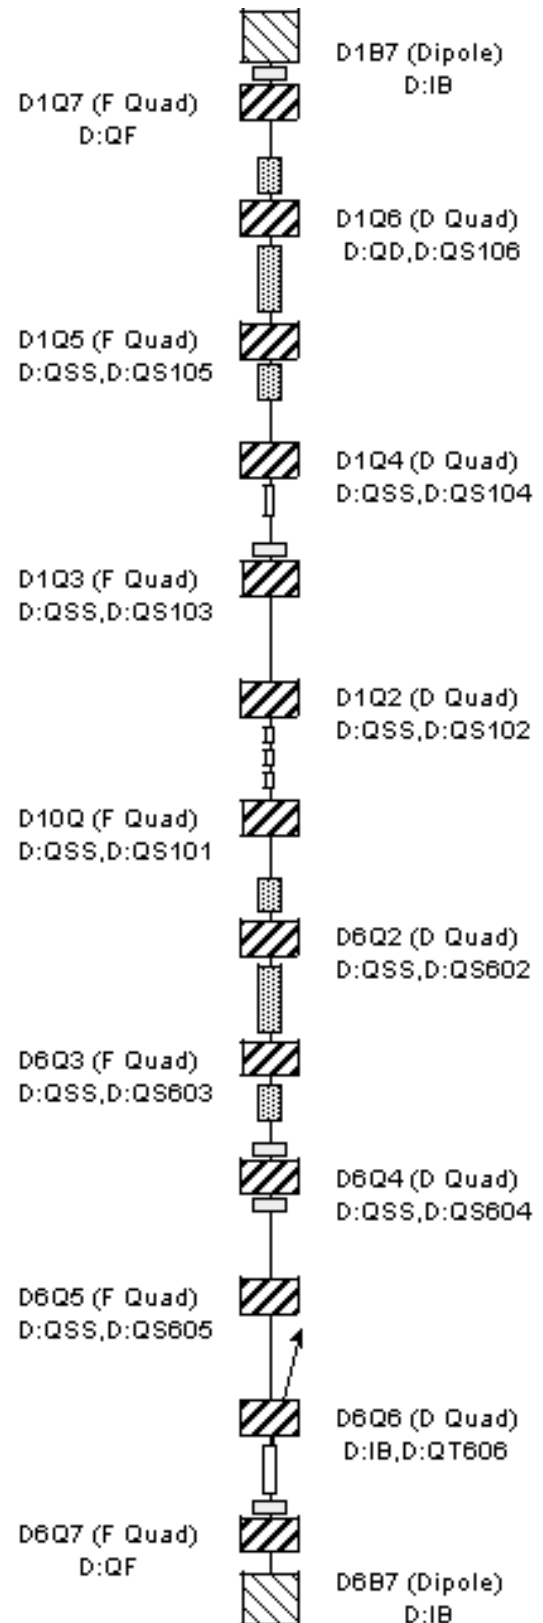 D1B7 (Dipole)
D:IB
D1Q7 (F Quad)
D:QF
D1Q6 (D Quad)
D:QD,D:QS106
D1Q5 (F Quad)
D:QSS,D:QS105
D1Q4 (D Quad)
D:QSS,D:QS104
D1Q3 (F Quad)
D:QSS,D:QS103
D1Q2 (D Quad)
D:QSS,D:QS102
D10Q (F Quad)
D:QSS,D:QS101
D6Q2 (D Quad)
D:QSS,D:QS602
D6Q3 (F Quad)
D:QSS,D:QS603
D6Q4 (D Quad)
D:QSS,D:QS604
D6Q5 (F Quad)
D:QSS,D:QS605
D6Q6 (D Quad)
D:IB,D:QT606
D6Q7 (F Quad)
D:QF
D6B7 (Dipole)
D:IB